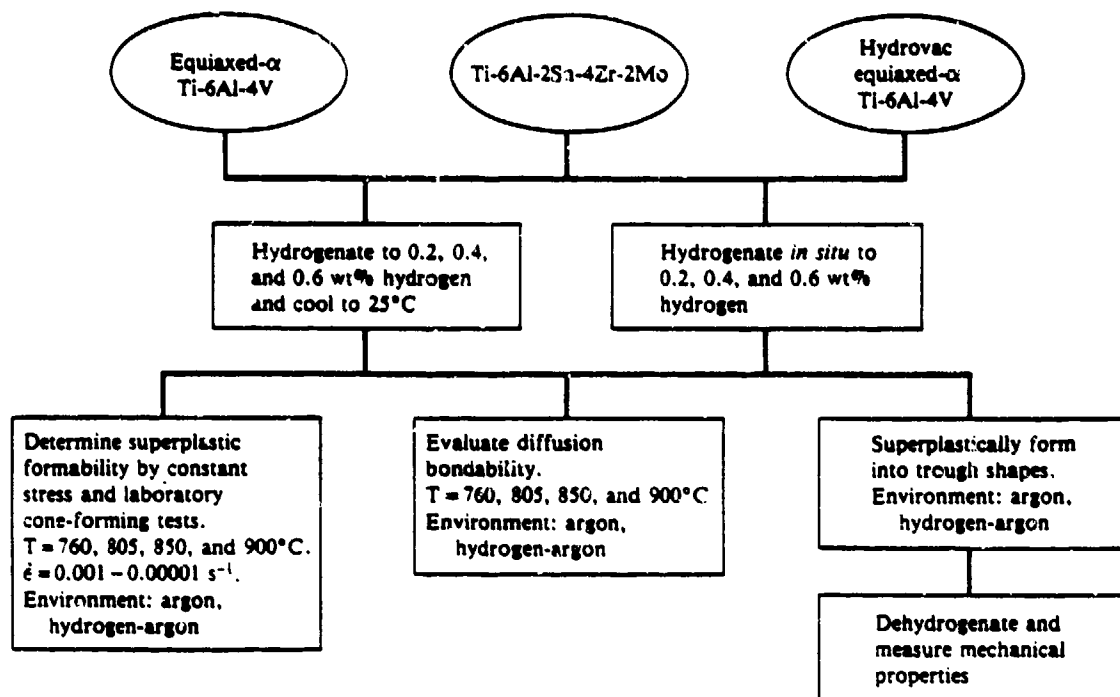 Equiaxed-α
Ti-6Al-4V
Ti-6Al-2Sn-4Zr-2Mo
Hydrovac
equiaxed-α
Ti-6Al-4V
Hydrogenate to 0.2, 0.4,
and 0.6 wt% hydrogen
and cool to 25°C
Hydrogenate in situ to
0.2, 0.4, and 0.6 wt%
hydrogen
Determine superplastic
formability by constant
stress and laboratory
cone-forming tests.
T = 760, 805, 850, and 900°C.
ε̇ = 0.001 – 0.00001 s⁻¹.
Environment: argon,
hydrogen-argon
Evaluate diffusion
bondability.
T = 760, 805, 850, and 900°C
Environment: argon,
hydrogen-argon
Superplastically form
into trough shapes.
Environment: argon,
hydrogen-argon
Dehydrogenate and
measure mechanical
properties